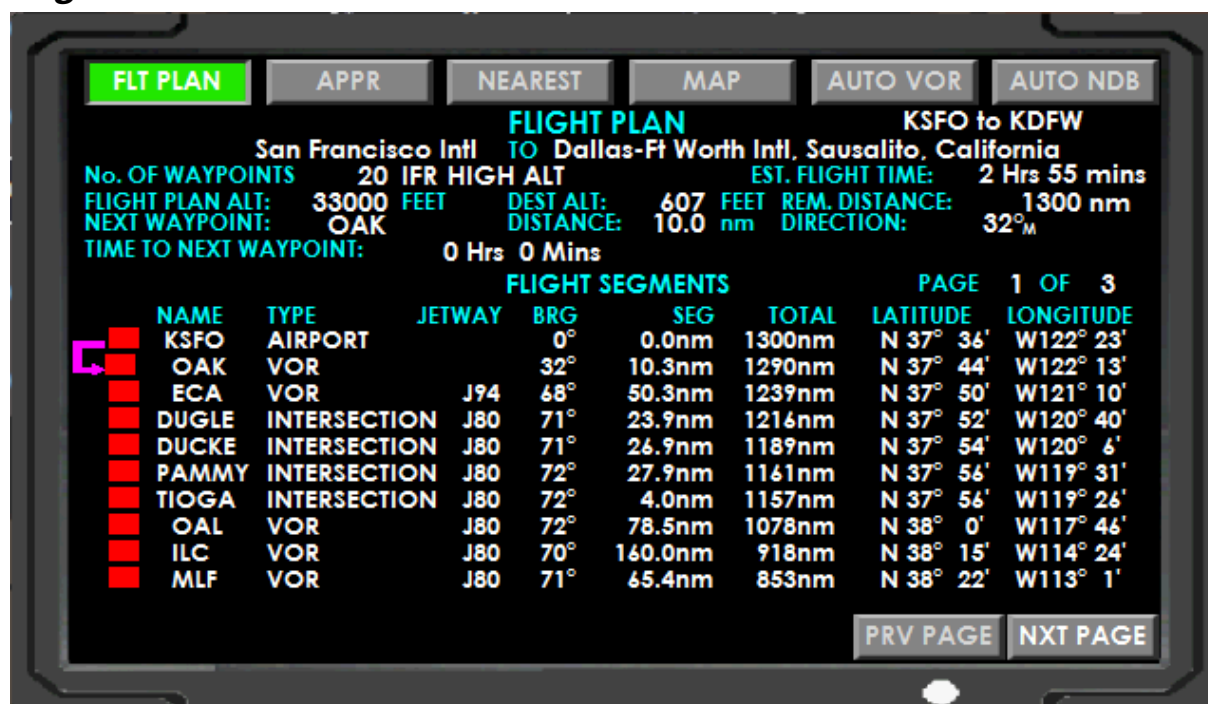 FLT PLAN APPR NEAREST MAP AUTO VOR AUTO NDB
FLIGHT PLAN KSFO to KDFW
San Francisco Intl TO Dallas-Ft Worth Intl, Sausalito, California
No. OF WAYPOINTS 20 IFR HIGH ALT EST. FLIGHT TIME: 2 Hrs 55 mins
FLIGHT PLAN ALT: 33000 FEET DEST ALT: 607 FEET REM. DISTANCE: 1300 nm
NEXT WAYPOINT: OAK DISTANCE: 10.0 nm DIRECTION: 32°M
TIME TO NEXT WAYPOINT: 0 Hrs 0 Mins
FLIGHT SEGMENTS PAGE 1 OF 3
NAME TYPE JETWAY BRG SEG TOTAL LATITUDE LONGITUDE
KSFO AIRPORT 0° 0.0nm 1300nm N 37° 36' W122° 23'
OAK VOR 32° 10.3nm 1290nm N 37° 44' W122° 13'
ECA VOR J94 68° 50.3nm 1239nm N 37° 50' W121° 10'
DUGLE INTERSECTION J80 71° 23.9nm 1216nm N 37° 52' W120° 40'
DUCKE INTERSECTION J80 71° 26.9nm 1189nm N 37° 54' W120° 6'
PAMMY INTERSECTION J80 72° 27.9nm 1161nm N 37° 56' W119° 31'
TIOGA INTERSECTION J80 72° 4.0nm 1157nm N 37° 56' W119° 26'
OAL VOR J80 72° 78.5nm 1078nm N 38° 0' W117° 46'
ILC VOR J80 70° 160.0nm 918nm N 38° 15' W114° 24'
MLF VOR J80 71° 65.4nm 853nm N 38° 22' W113° 1'
PRV PAGE NXT PAGE